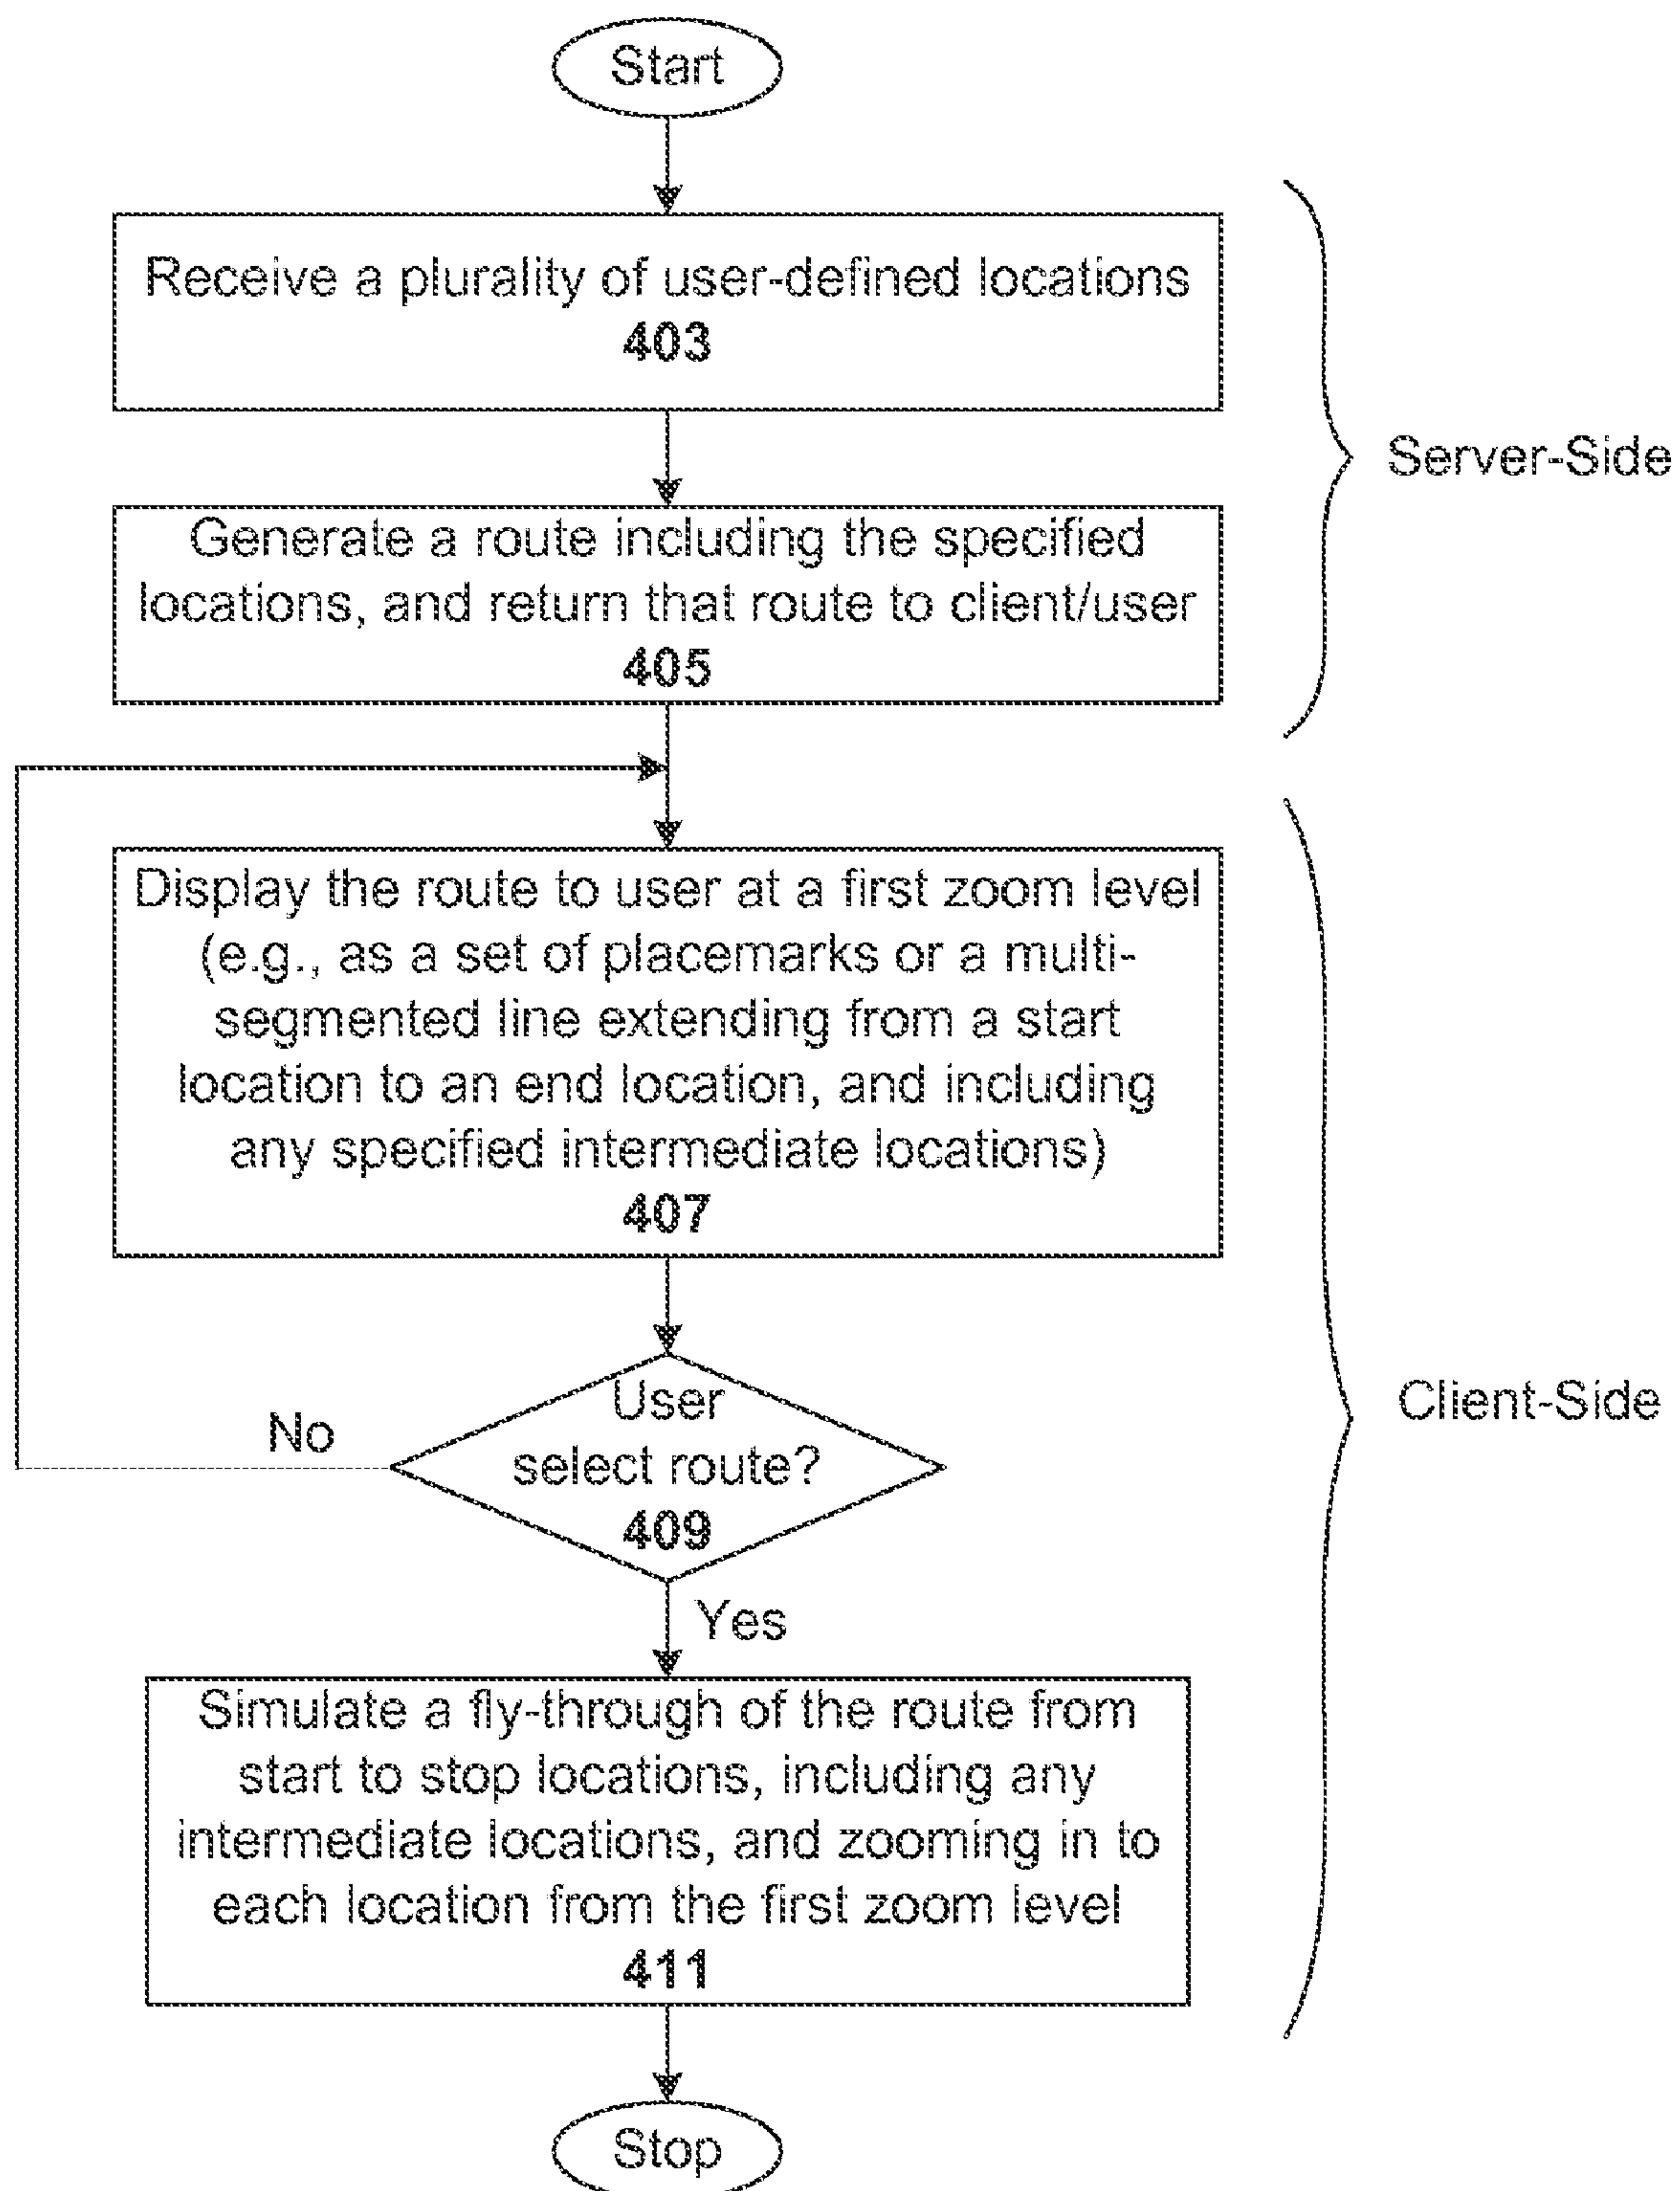 Start
Receive a plurality of user-defined locations
403
Server-Side
Generate a route including the specified
locations, and return that route to client/user
405
Display the route to user at a first zoom level
(e.g., as a set of placemarks or a multi-
segmented line extending from a start
location to an end location, and including
any specified intermediate locations)
407
Client-Side
No
User
select route?
409
Yes
Simulate a fly-through of the route from
start to stop locations, including any
intermediate locations, and zooming in to
each location from the first zoom level
411
Stop